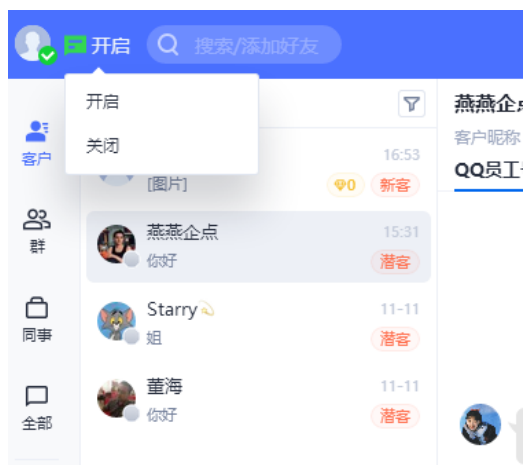 开启
搜索/添加好友
开启
关闭
客户
群
同事
全部
16:53
[图片]
0
新客
燕燕企点
15:31
你好
潜客
Starry
11-11
姐
潜客
董海
11-11
你好
潜客
燕燕企
客户昵称
QQ员工